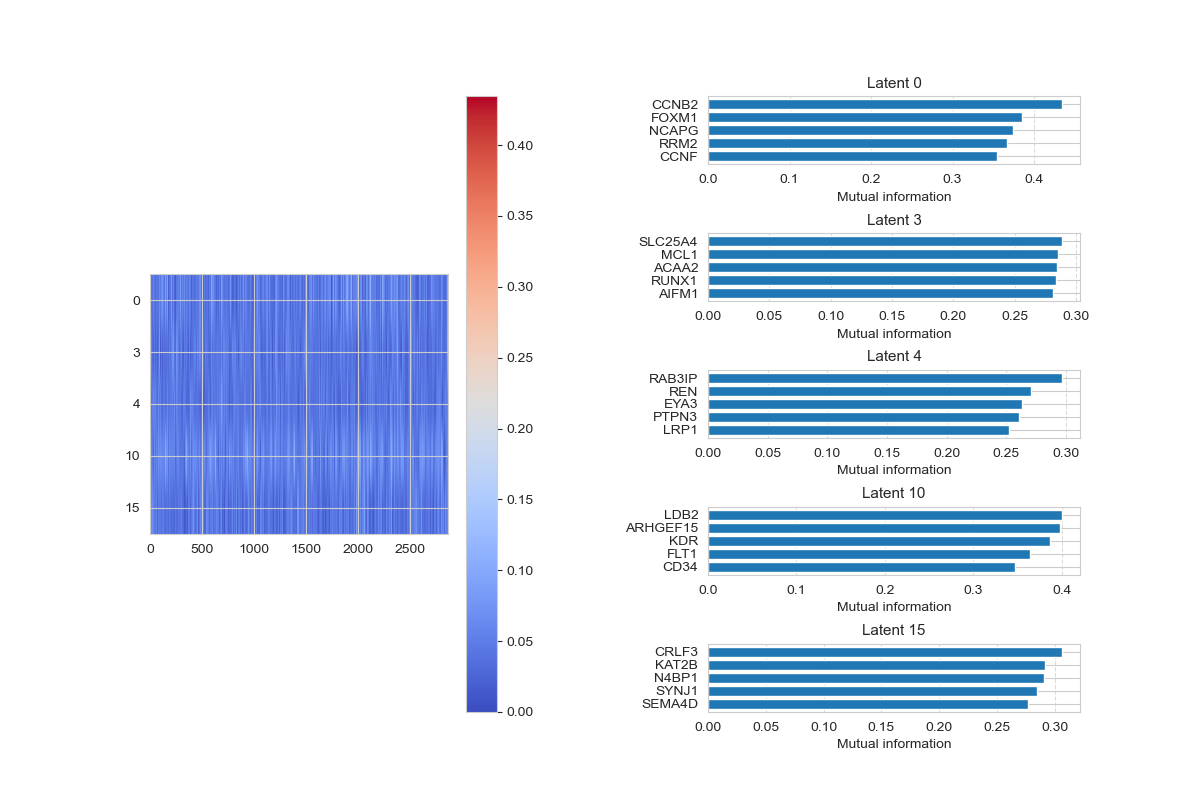 0
3
4
10
15
0 500 1000 1500 2000 2500
0.40
0.35
0.30
0.25
0.20
0.15
0.10
0.05
0.00
Latent 0
CCNB2
FOXM1
NCAPG
RRM2
CCNF
0.0 0.1 0.2 0.3 0.4
Mutual information
Latent 3
SLC25A4
MCL1
ACAA2
RUNX1
AIFM1
0.00 0.05 0.10 0.15 0.20 0.25 0.30
Mutual information
Latent 4
RAB3IP
REN
EYA3
PTPN3
LRP1
0.00 0.05 0.10 0.15 0.20 0.25 0.30
Mutual information
Latent 10
LDB2
ARHGEF15
KDR
FLT1
CD34
0.0 0.1 0.2 0.3 0.4
Mutual information
Latent 15
CRLF3
KAT2B
N4BP1
SYNJ1
SEMA4D
0.00 0.05 0.10 0.15 0.20 0.25 0.30
Mutual information